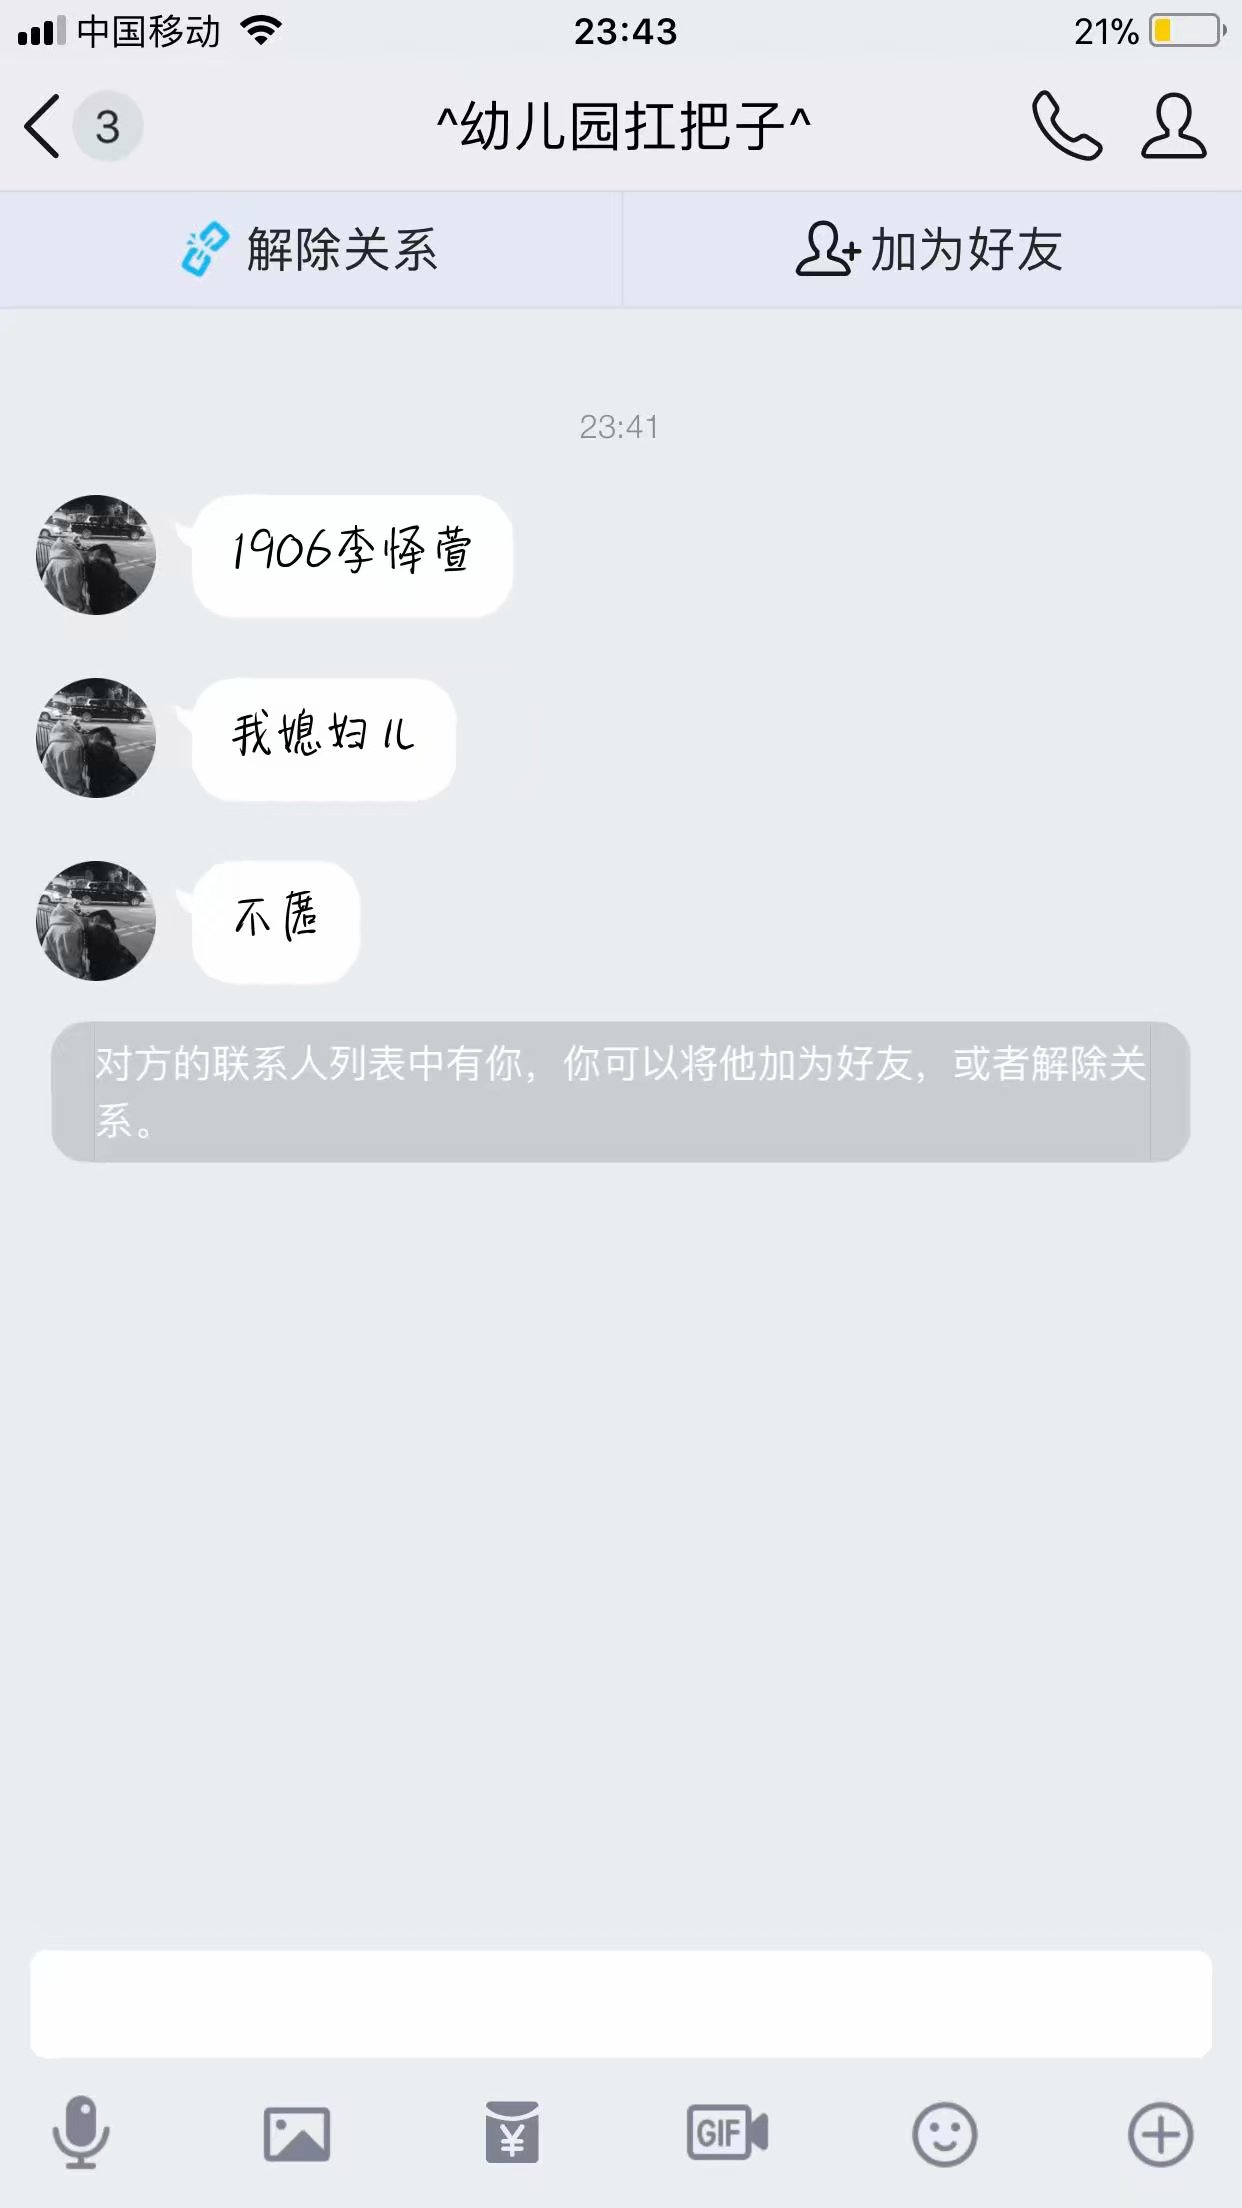 中国移动
23:43
21%
3
^幼儿园扛把子^
解除关系
加为好友
23:41
1906李怿萱
我媳妇儿
不匿
对方的联系人列表中有你，你可以将他加为好友，或者解除关
系。
¥
GIF